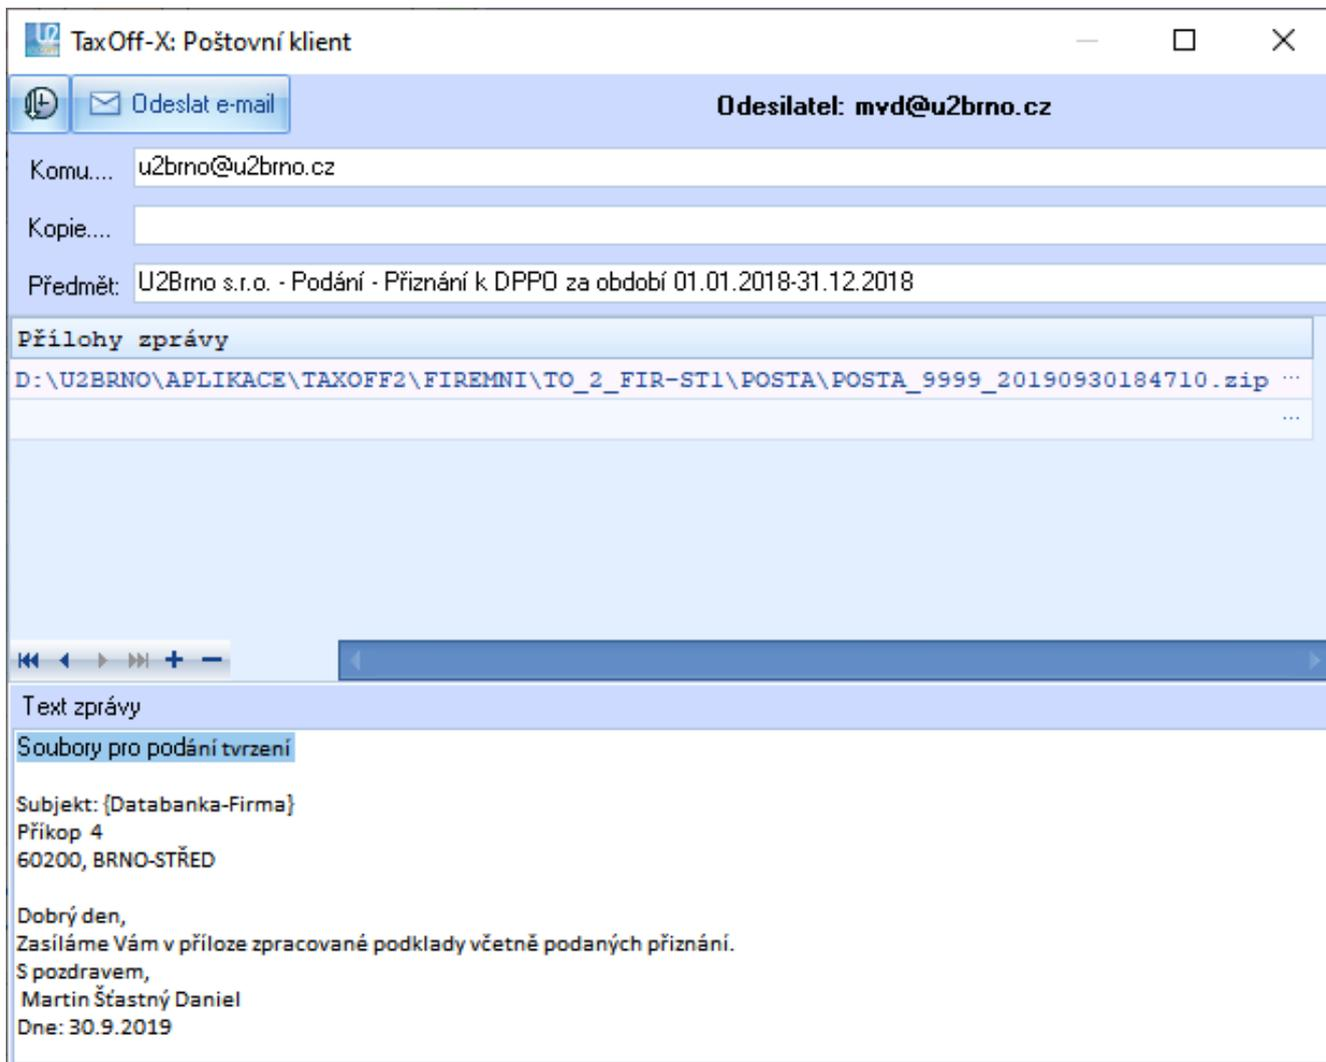 TaxOff-X: Poštovní klient
Odeslat e-mail
Odesilatel: mvd@u2brno.cz
Komu....
u2brno@u2brno.cz
Kopie....
Předmět:
U2Brno s.r.o. - Podání - Přiznání k DPPO za období 01.01.2018-31.12.2018
Přílohy zprávy
D:\U2BRNO\APLIKACE\TAXOFF2\FIREMNI\TO_2_FIR-ST1\POSTA\POSTA_9999_20190930184710.zip ...
...
Text zprávy
Soubory pro podání tvrzení
Subjekt: {Databanka-Firma}
Příkop 4
60200, BRNO-STŘED
Dobrý den,
Zasíláme Vám v příloze zpracované podklady včetně podaných přiznání.
S pozdravem,
Martin Šťastný Daniel
Dne: 30.9.2019